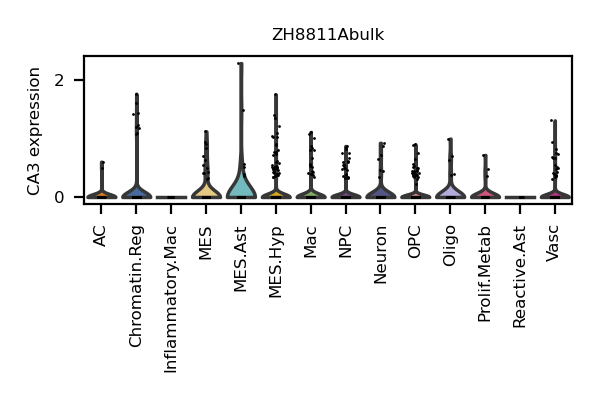 ZH8811Abulk
CA3 expression
2
0
AC
Chromatin.Reg
Inflammatory.Mac
MES
MES.Ast
MES.Hyp
Mac
NPC
Neuron
OPC
Oligo
Prolif.Metab
Reactive.Ast
Vasc